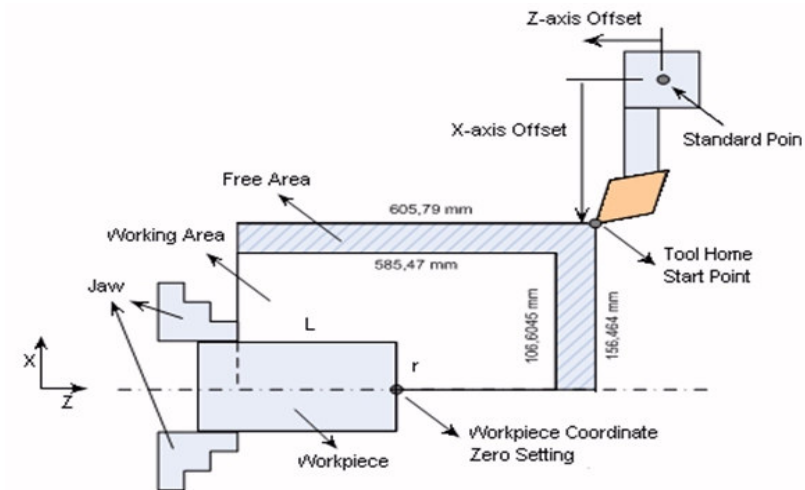 Z-axis Offset
X-axis Offset
Standard Poin
Free Area
605,79 mm
Working Area
585,47 mm
Tool Home
Start Point
Jaw
106,6045 mm
156,464 mm
L
X
r
Z
Workpiece
Workpiece Coordinate
Zero Setting